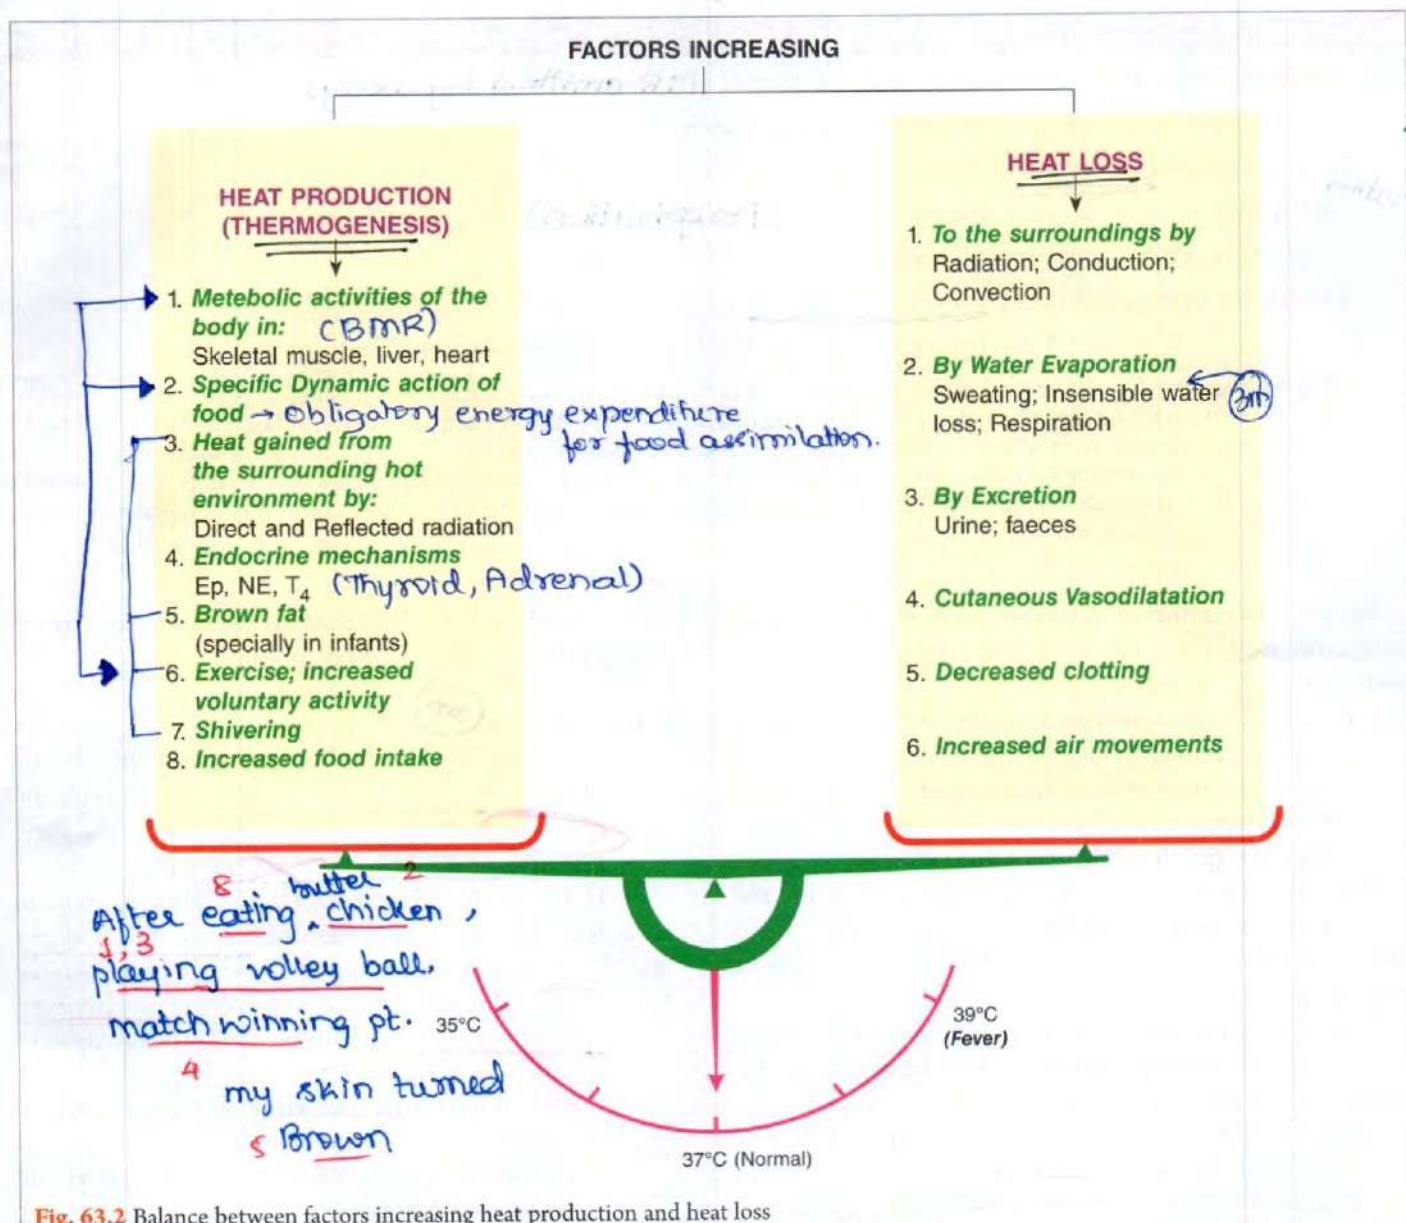 FACTORS INCREASING
HEAT PRODUCTION
(THERMOGENESIS)
1. Metebolic activities of the
body in: (BMR)
Skeletal muscle, liver, heart
2. Specific Dynamic action of
food → Obligatory energy expenditure
for food assimilation.
3. Heat gained from
the surrounding hot
environment by:
Direct and Reflected radiation
4. Endocrine mechanisms
Ep, NE, T4 (Thyroid, Adrenal)
5. Brown fat
(specially in infants)
6. Exercise; increased
voluntary activity
7. Shivering
8. Increased food intake
HEAT LOSS
1. To the surroundings by
Radiation; Conduction;
Convection
2. By Water Evaporation
Sweating; Insensible water
loss; Respiration
3. By Excretion
Urine; faeces
4. Cutaneous Vasodilatation
5. Decreased clotting
6. Increased air movements
8 butter 2
After eating chicken,
1, 3
playing volley ball,
match winning pt.
4
my skin turned
5 Brown
35°C
39°C
(Fever)
37°C (Normal)
Fig. 63.2 Balance between factors increasing heat production and heat loss